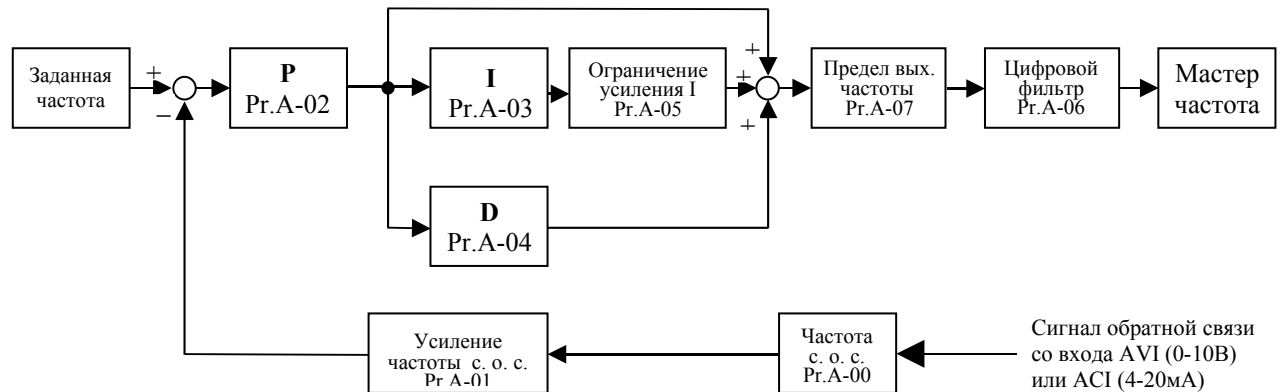 Заданная
частота
+
−
P
Pr.A-02
I
Pr.A-03
Ограничение
усиления I
Pr.A-05
D
Pr.A-04
+
+
+
Предел вых.
частоты
Pr.A-07
Цифровой
фильтр
Pr.A-06
Мастер
частота
Усиление
частоты с. о. с.
Pr.A-01
Частота
с. о. с.
Pr.A-00
Сигнал обратной связи
со входа AVI (0-10В)
или ACI (4-20мА)